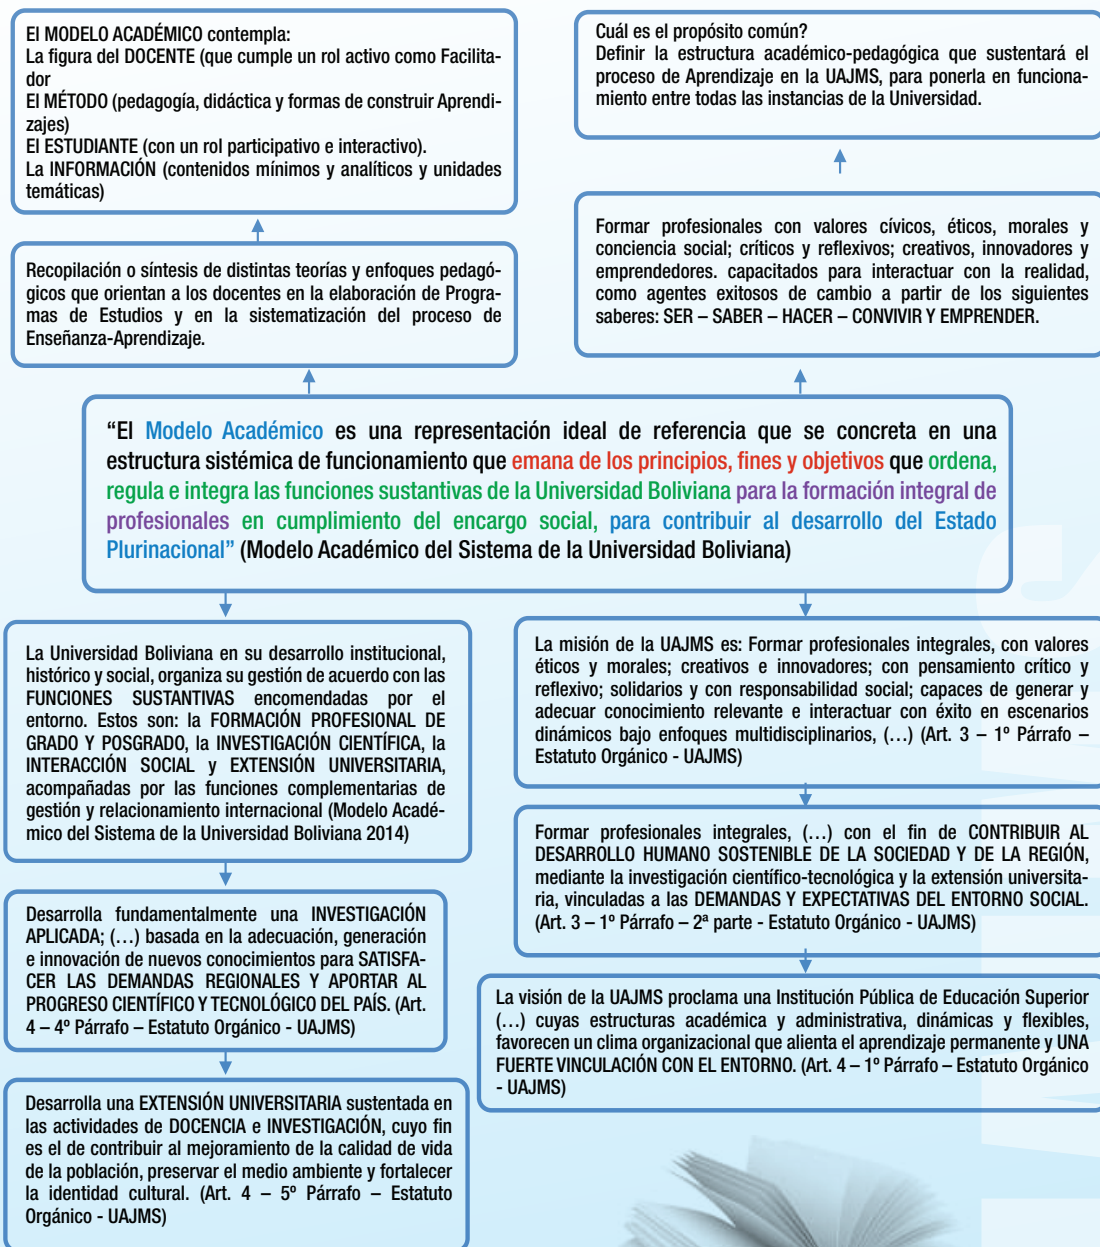 El MODELO ACADÉMICO contempla:
La figura del DOCENTE (que cumple un rol activo como Facilita-
dor
El MÉTODO (pedagogía, didáctica y formas de construir Aprendi-
zajes)
El ESTUDIANTE (con un rol participativo e interactivo).
La INFORMACIÓN (contenidos mínimos y analíticos y unidades
temáticas)
Cuál es el propósito común?
Definir la estructura académico-pedagógica que sustentará el
proceso de Aprendizaje en la UAJMS, para ponerla en funciona-
miento entre todas las instancias de la Universidad.
Recopilación o síntesis de distintas teorías y enfoques pedagó-
gicos que orientan a los docentes en la elaboración de Progra-
mas de Estudios y en la sistematización del proceso de
Enseñanza-Aprendizaje.
Formar profesionales con valores cívicos, éticos, morales y
conciencia social; críticos y reflexivos; creativos, innovadores y
emprendedores. capacitados para interactuar con la realidad,
como agentes exitosos de cambio a partir de los siguientes
saberes: SER – SABER – HACER – CONVIVIR Y EMPRENDER.
“El Modelo Académico es una representación ideal de referencia que se concreta en una
estructura sistémica de funcionamiento que emana de los principios, fines y objetivos que ordena,
regula e integra las funciones sustantivas de la Universidad Boliviana para la formación integral de
profesionales en cumplimiento del encargo social, para contribuir al desarrollo del Estado
Plurinacional” (Modelo Académico del Sistema de la Universidad Boliviana)
La Universidad Boliviana en su desarrollo institucional,
histórico y social, organiza su gestión de acuerdo con las
FUNCIONES SUSTANTIVAS encomendadas por el
entorno. Estos son: la FORMACIÓN PROFESIONAL DE
GRADO Y POSGRADO, la INVESTIGACIÓN CIENTÍFICA, la
INTERACCIÓN SOCIAL y EXTENSIÓN UNIVERSITARIA,
acompañadas por las funciones complementarias de
gestión y relacionamiento internacional (Modelo Acadé-
mico del Sistema de la Universidad Boliviana 2014)
Desarrolla fundamentalmente una INVESTIGACIÓN
APLICADA; (…) basada en la adecuación, generación
e innovación de nuevos conocimientos para SATISFA-
CER LAS DEMANDAS REGIONALES Y APORTAR AL
PROGRESO CIENTÍFICO Y TECNOLÓGICO DEL PAÍS. (Art.
4 – 4º Párrafo – Estatuto Orgánico - UAJMS)
Desarrolla una EXTENSIÓN UNIVERSITARIA sustentada en
las actividades de DOCENCIA e INVESTIGACIÓN, cuyo fin
es el de contribuir al mejoramiento de la calidad de vida
de la población, preservar el medio ambiente y fortalecer
la identidad cultural. (Art. 4 – 5º Párrafo – Estatuto
Orgánico - UAJMS)
La misión de la UAJMS es: Formar profesionales integrales, con valores
éticos y morales; creativos e innovadores; con pensamiento crítico y
reflexivo; solidarios y con responsabilidad social; capaces de generar y
adecuar conocimiento relevante e interactuar con éxito en escenarios
dinámicos bajo enfoques multidisciplinarios, (…) (Art. 3 – 1º Párrafo –
Estatuto Orgánico - UAJMS)
Formar profesionales integrales, (…) con el fin de CONTRIBUIR AL
DESARROLLO HUMANO SOSTENIBLE DE LA SOCIEDAD Y DE LA REGIÓN,
mediante la investigación científico-tecnológica y la extensión universita-
ria, vinculadas a las DEMANDAS Y EXPECTATIVAS DEL ENTORNO SOCIAL.
(Art. 3 – 1º Párrafo – 2ª parte - Estatuto Orgánico - UAJMS)
La visión de la UAJMS proclama una Institución Pública de Educación Superior
(…) cuyas estructuras académica y administrativa, dinámicas y flexibles,
favorecen un clima organizacional que alienta el aprendizaje permanente y UNA
FUERTE VINCULACIÓN CON EL ENTORNO. (Art. 4 – 1º Párrafo – Estatuto Orgánico
- UAJMS)